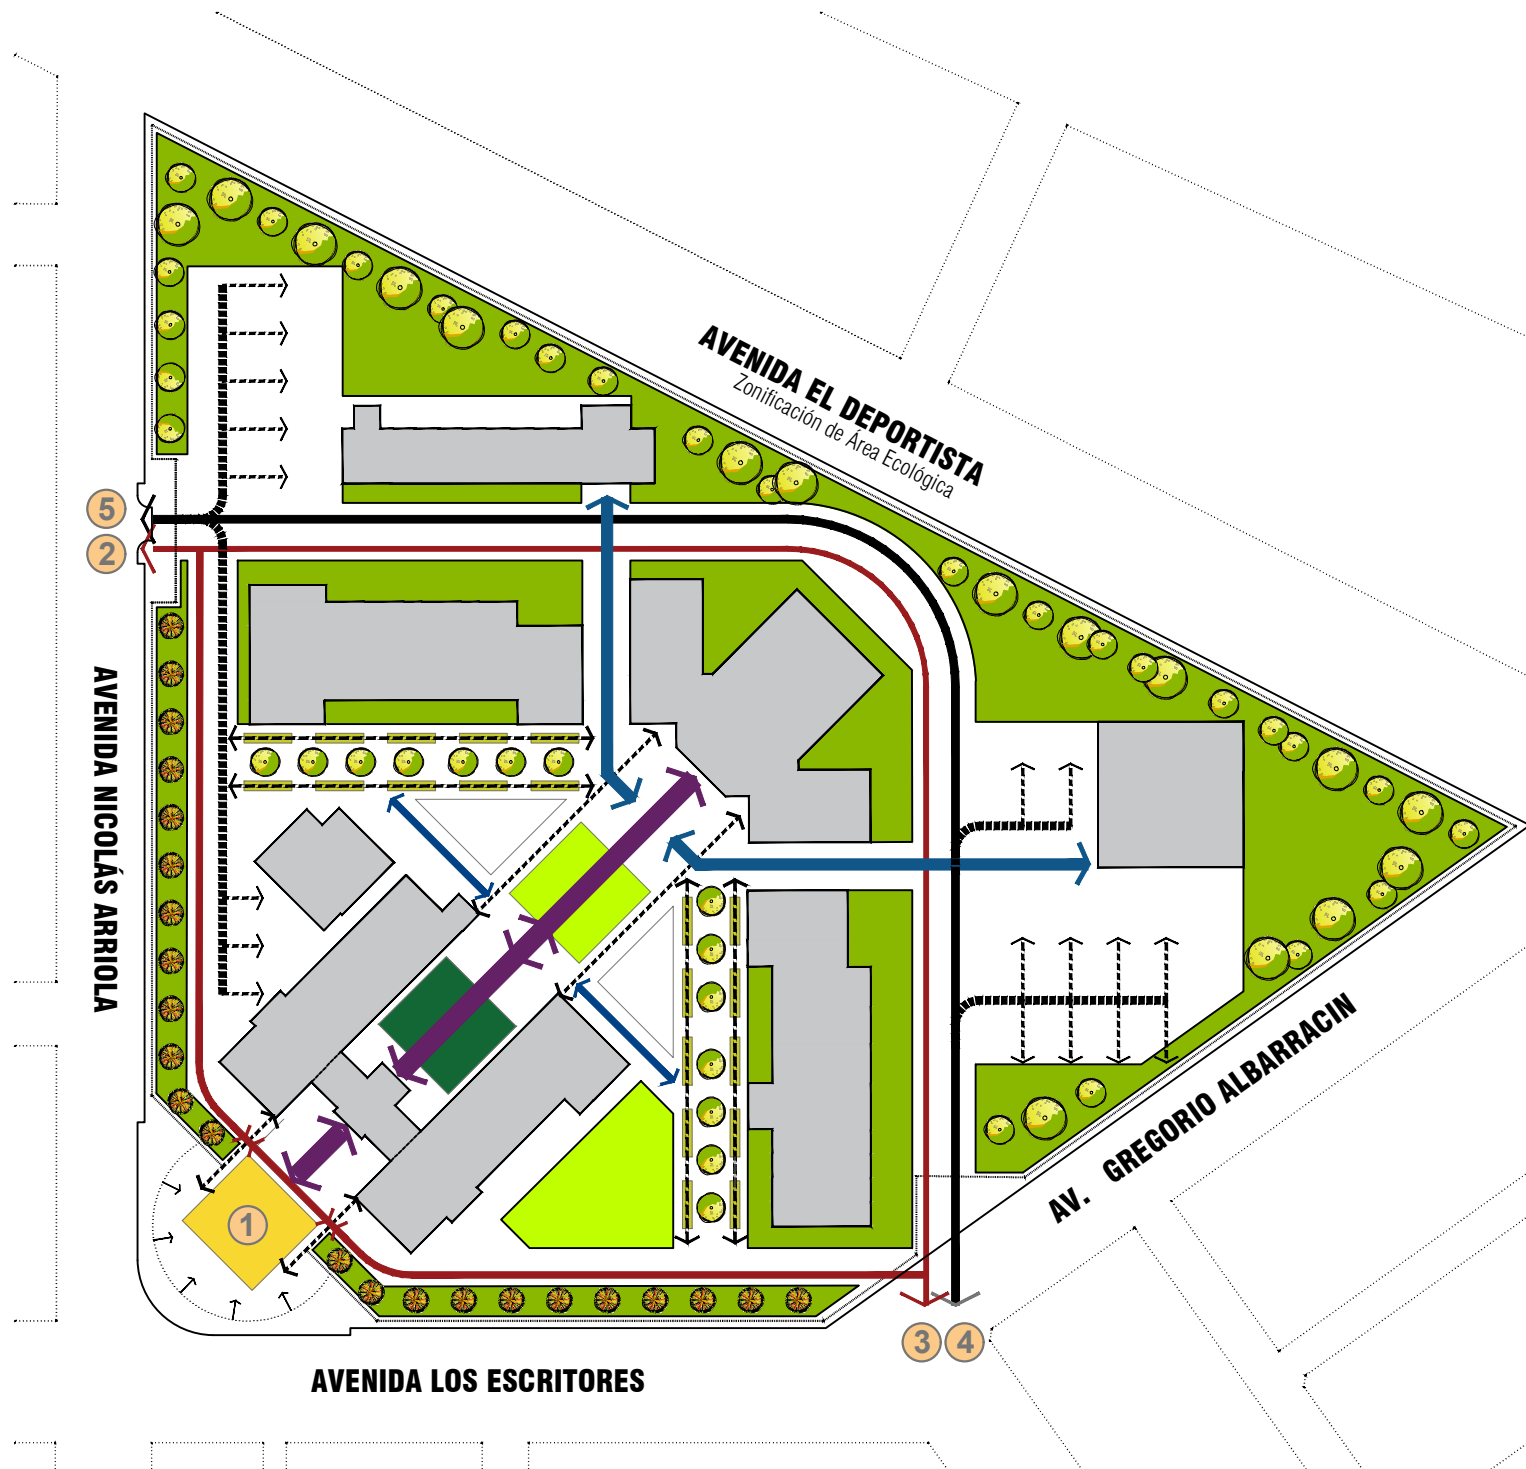 AVENIDA EL DEPORTISTA
Zonificación de Área Ecológica
5
2
AVENIDA NICOLÁS ARRIOLA
1
AV. GREGORIO ALBARRACIN
3 4
AVENIDA LOS ESCRITORES